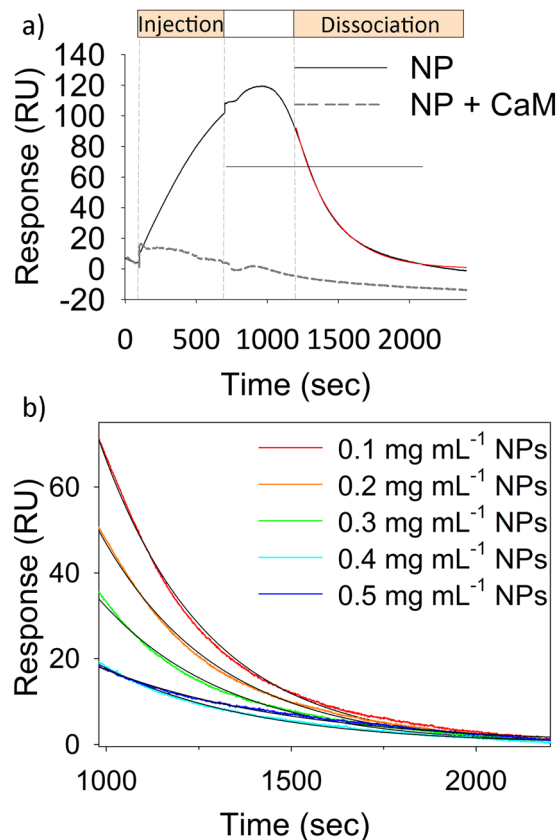 a)
Injection
Dissociation
140
120
100
80
60
40
20
0
-20
Response (RU)
NP
NP + CaM
0
500
1000
1500
2000
Time (sec)
b)
60
40
20
0
Response (RU)
0.1 mg mL⁻¹ NPs
0.2 mg mL⁻¹ NPs
0.3 mg mL⁻¹ NPs
0.4 mg mL⁻¹ NPs
0.5 mg mL⁻¹ NPs
1000
1500
2000
Time (sec)